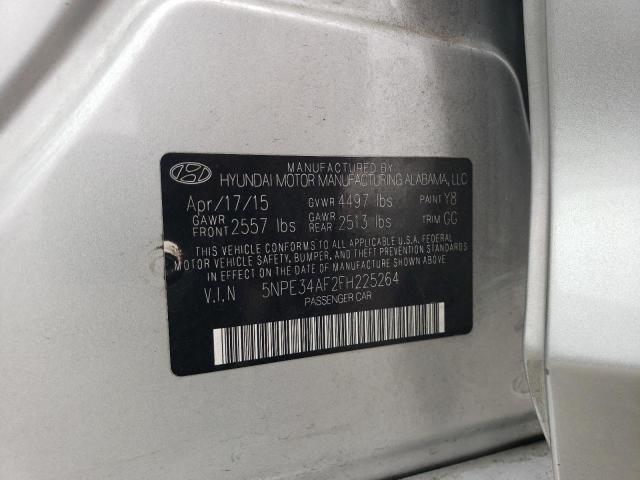 MANUFACTURED BY
HYUNDAI MOTOR MANUFACTURING ALABAMA, LLC
Apr/17/15 GVWR 4497 lbs PAINT Y8
GAWR FRONT 2557 lbs GAWR REAR 2513 lbs TRIM GG
THIS VEHICLE CONFORMS TO ALL APPLICABLE U.S.A FEDERAL
MOTOR VEHICLE SAFETY, BUMPER, AND THEFT PREVENTION STANDARDS
IN EFFECT ON THE DATE OF MANUFACTURE SHOWN ABOVE.
V.I.N 5NPE34AF2FH225264
PASSENGER CAR